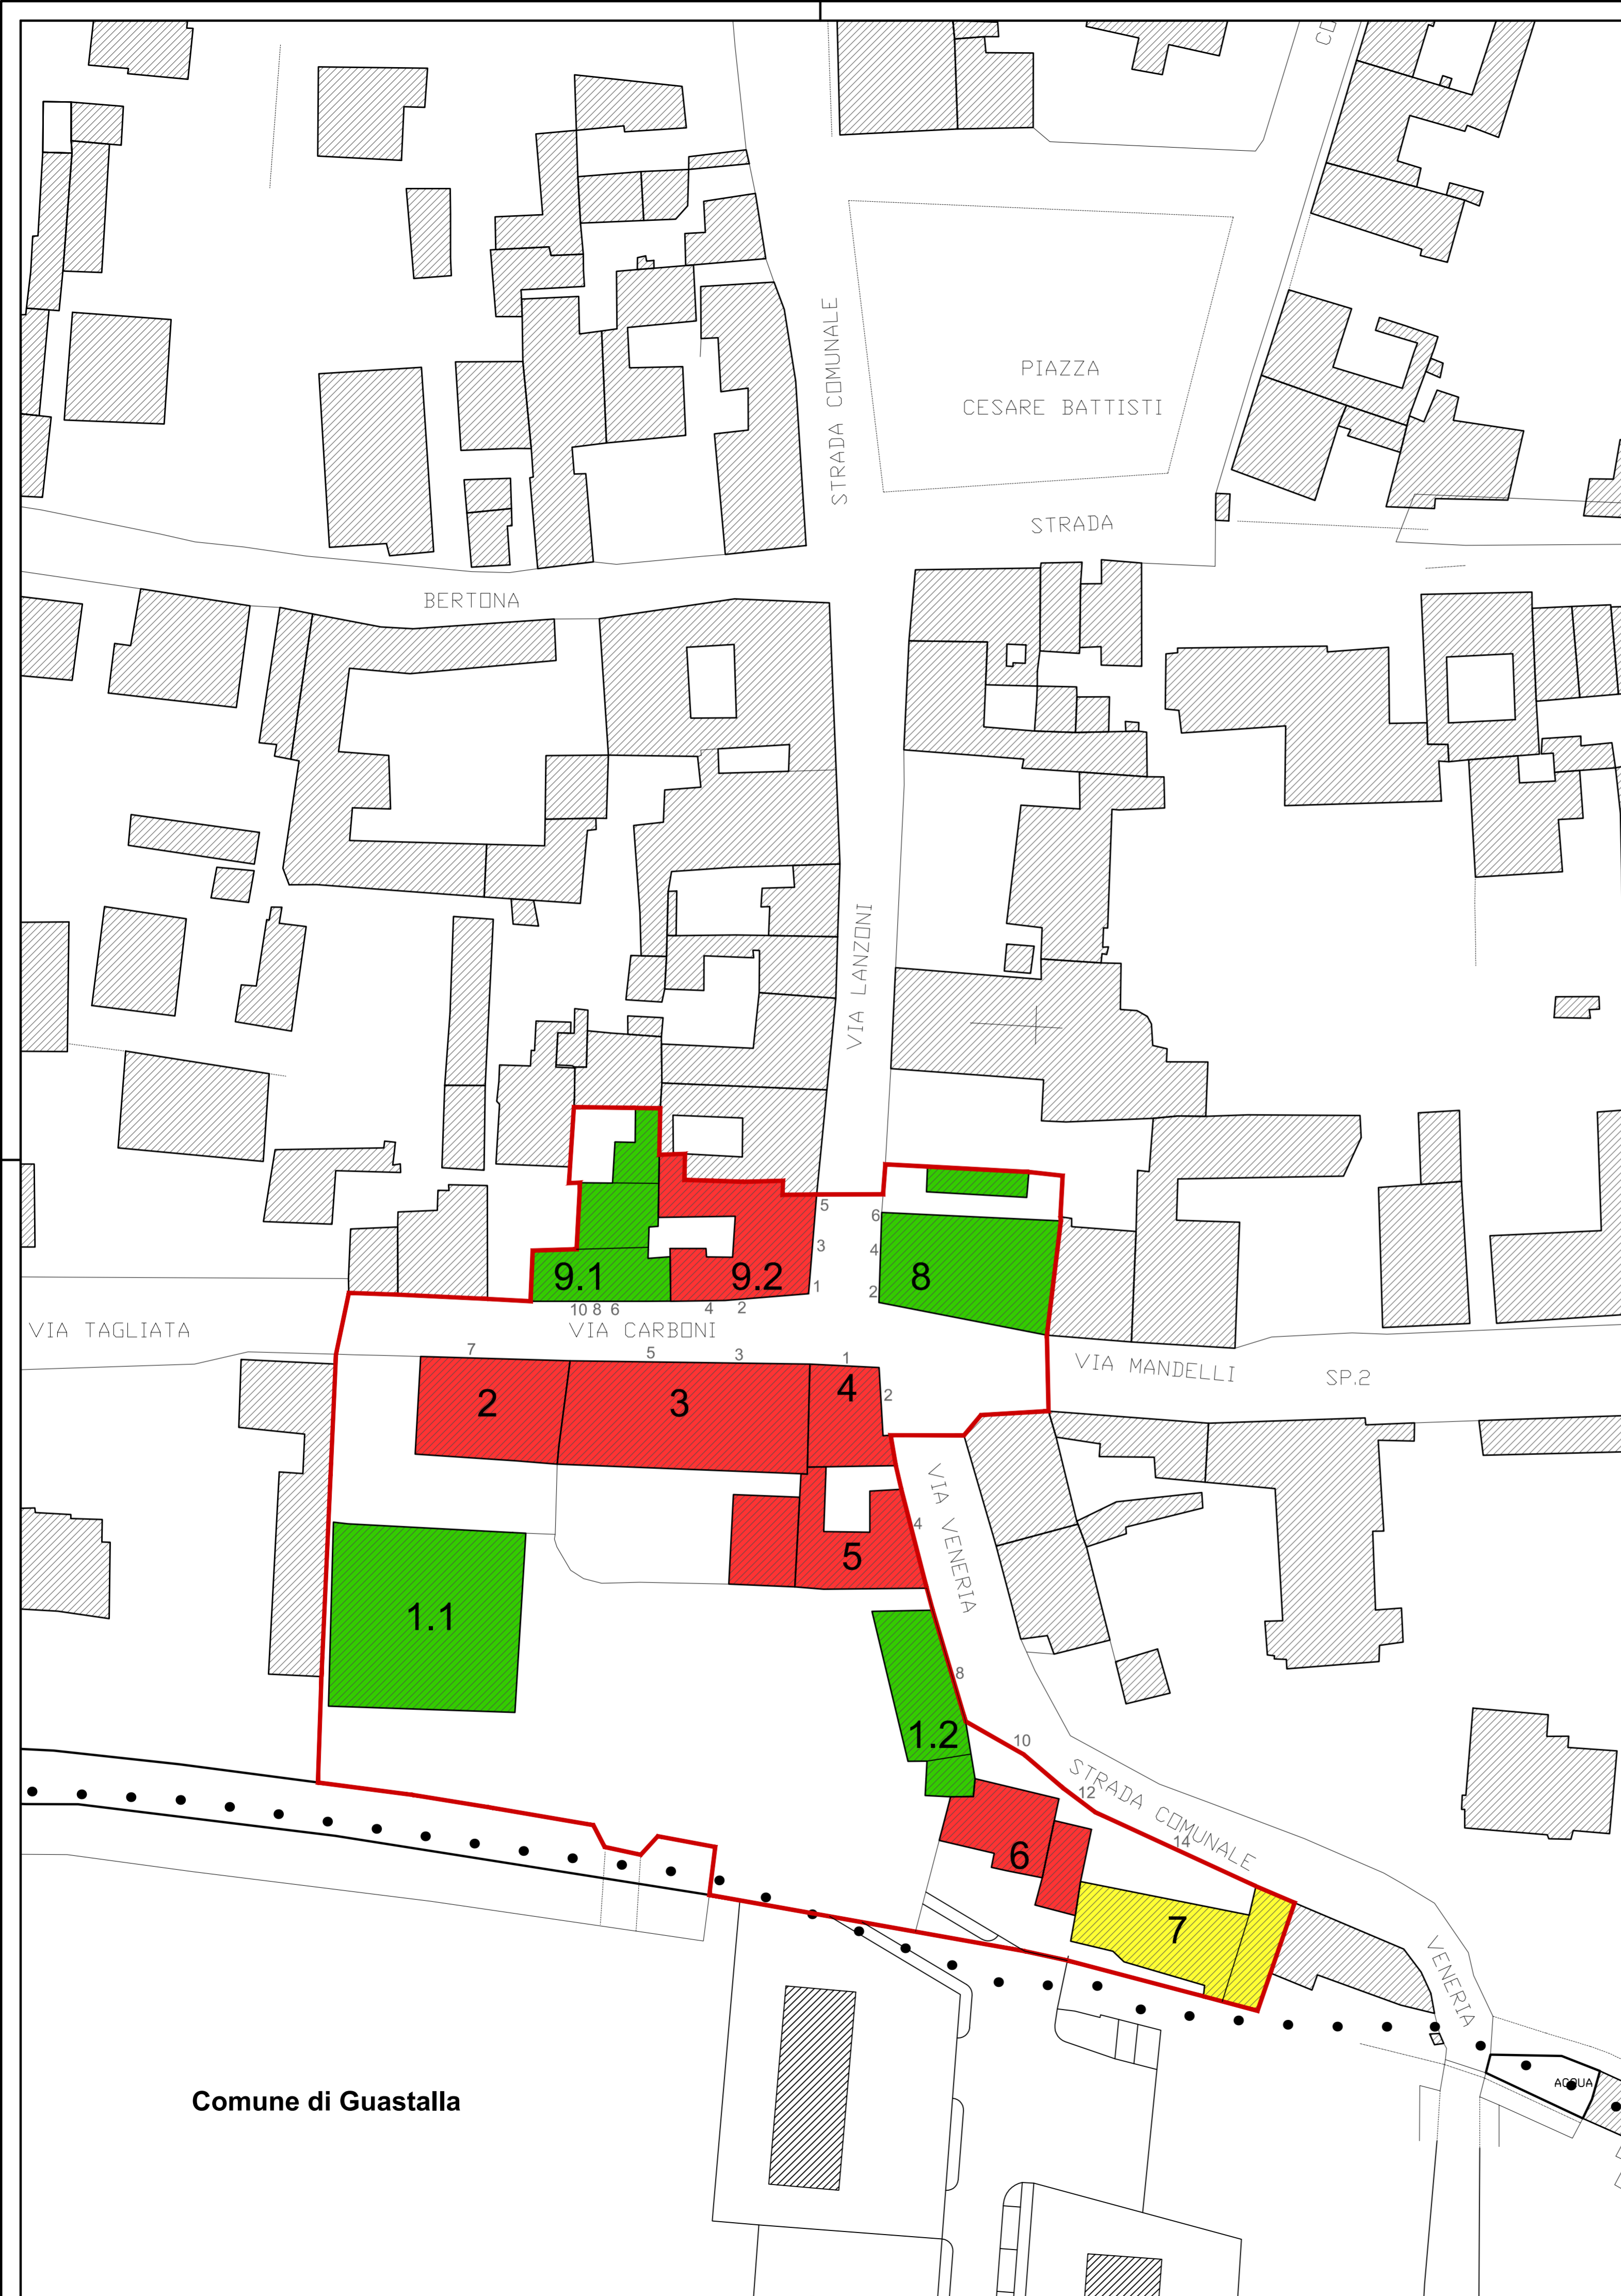 CO
STRADA COMUNALE
PIAZZA
CESARE BATTISTI
STRADA
BERTONA
VIA LANZONI
5
6
3
4
9.1
9.2
8
1
2
10 8 6
4
2
VIA TAGLIATA
VIA CARBONI
7
5
3
1
VIA MANDELLI
SP.2
2
3
4
2
VIA VENERIA
4
5
1.1
8
1.2
10
STRADA COMUNALE
12
14
6
7
VENERIA
ACQUA
Comune di Guastalla